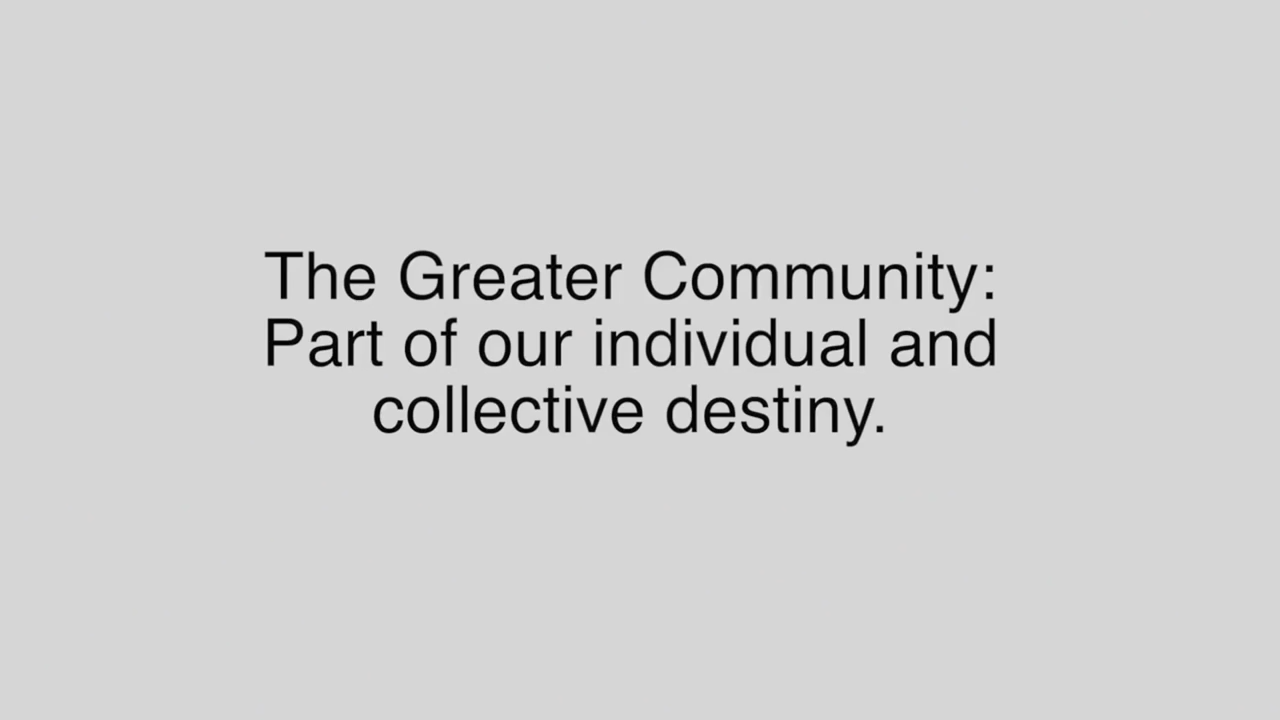 The Greater Community:
Part of our individual and
collective destiny.